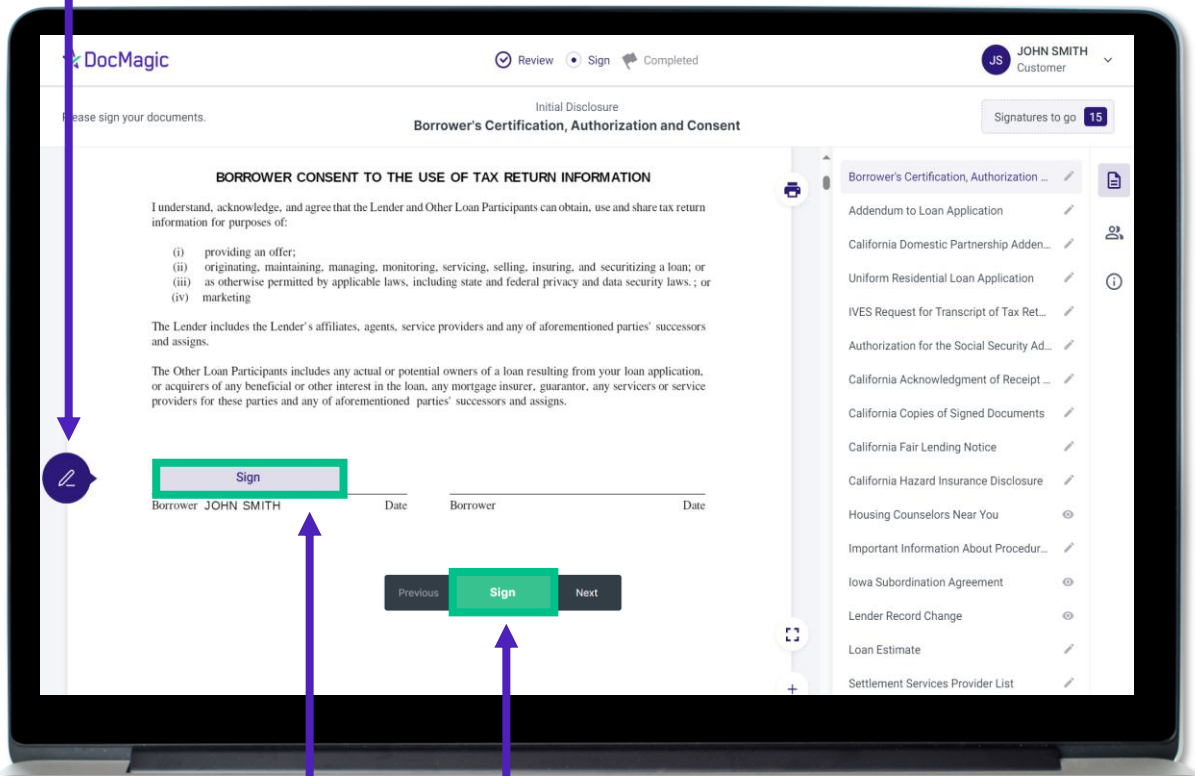 DocMagic
Review Sign Completed
JS JOHN SMITH
Customer
Please sign your documents.
Initial Disclosure
Borrower's Certification, Authorization and Consent
Signatures to go 15
BORROWER CONSENT TO THE USE OF TAX RETURN INFORMATION
I understand, acknowledge, and agree that the Lender and Other Loan Participants can obtain, use and share tax return
information for purposes of:
(i) providing an offer;
(ii) originating, maintaining, managing, monitoring, servicing, selling, insuring, and securitizing a loan; or
(iii) as otherwise permitted by applicable laws, including state and federal privacy and data security laws. ; or
(iv) marketing
The Lender includes the Lender's affiliates, agents, service providers and any of aforementioned parties' successors
and assigns.
The Other Loan Participants includes any actual or potential owners of a loan resulting from your loan application,
or acquirers of any beneficial or other interest in the loan, any mortgage insurer, guarantor, any servicers or service
providers for these parties and any of aforementioned parties' successors and assigns.
Sign
Borrower JOHN SMITH Date Borrower Date
Previous Sign Next
Borrower's Certification, Authorization ...
Addendum to Loan Application
California Domestic Partnership Adden...
Uniform Residential Loan Application
IVES Request for Transcript of Tax Ret...
Authorization for the Social Security Ad...
California Acknowledgment of Receipt ...
California Copies of Signed Documents
California Fair Lending Notice
California Hazard Insurance Disclosure
Housing Counselors Near You
Important Information About Procedur...
Iowa Subordination Agreement
Lender Record Change
Loan Estimate
Settlement Services Provider List